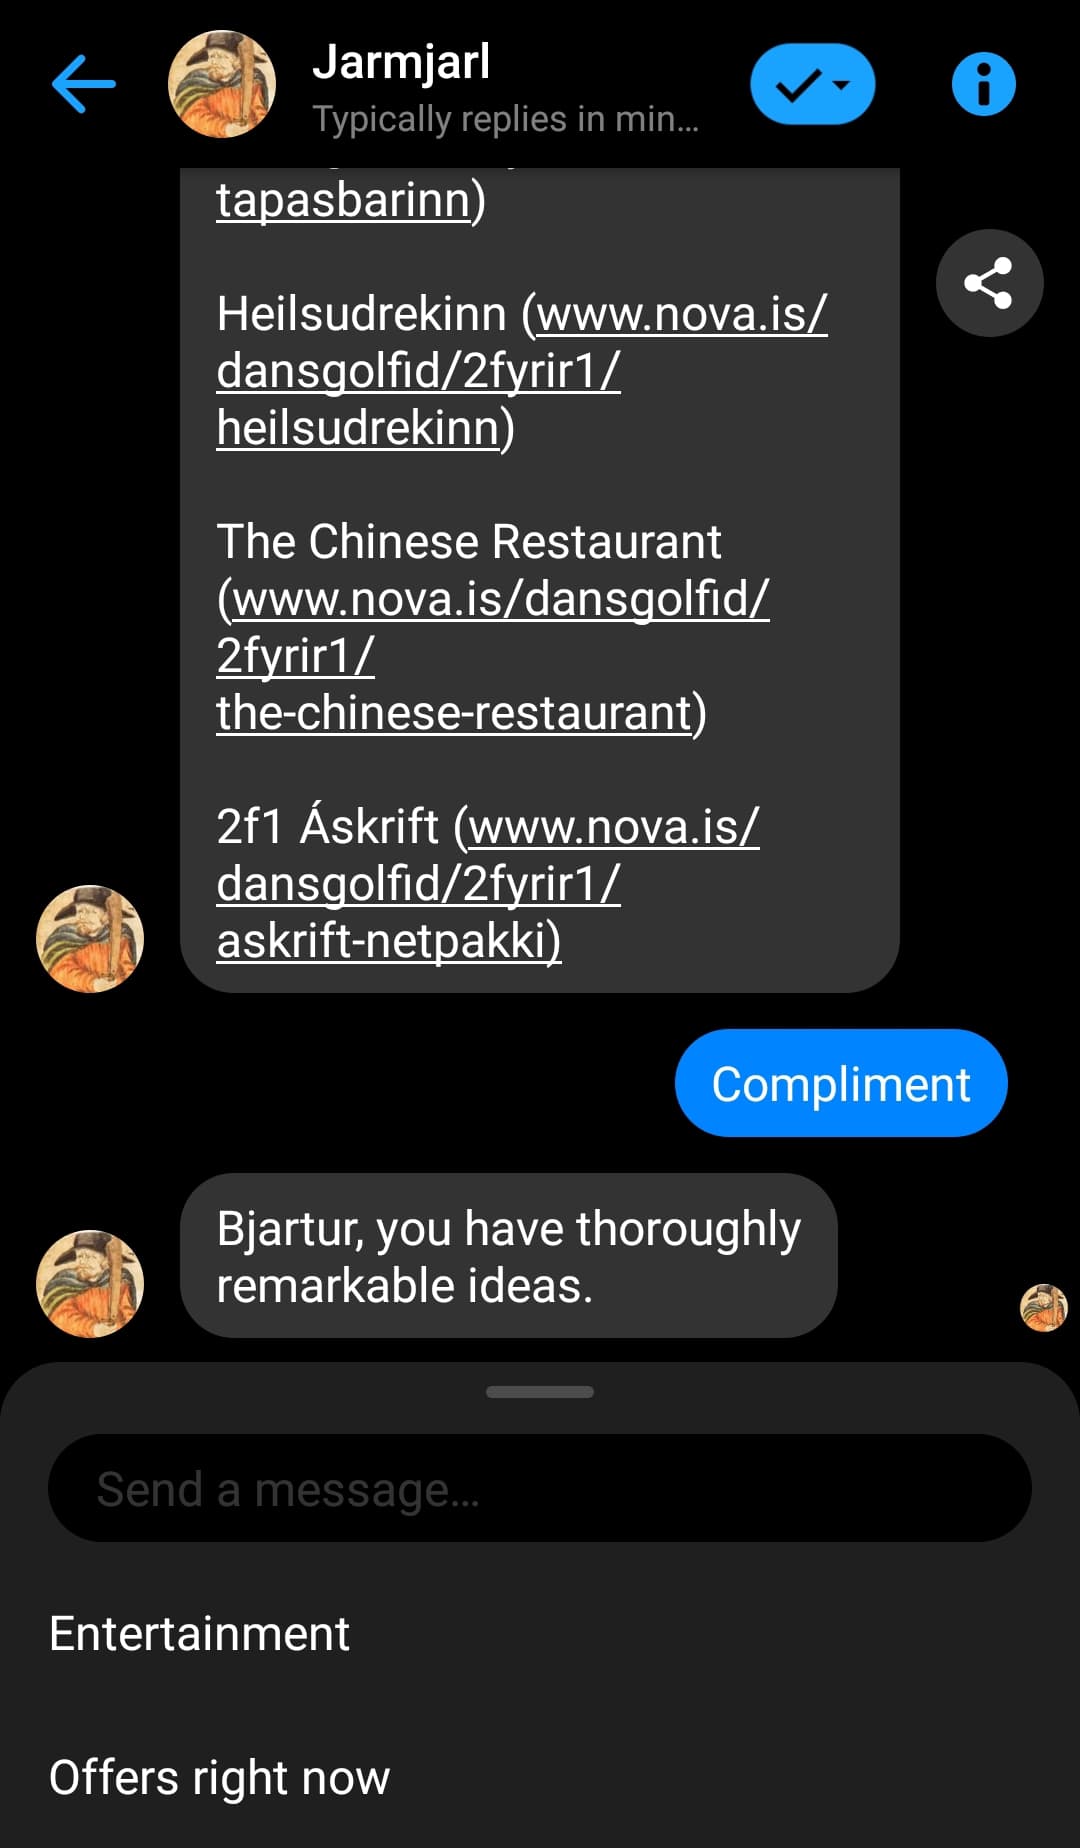 Jarmjarl
Typically replies in min...
tapasbarinn)
Heilsudrekinn (www.nova.is/
dansgolfid/2fyrir1/
heilsudrekinn)
The Chinese Restaurant
(www.nova.is/dansgolfid/
2fyrir1/
the-chinese-restaurant)
2f1 Áskrift (www.nova.is/
dansgolfid/2fyrir1/
askrift-netpakki)
Compliment
Bjartur, you have thoroughly
remarkable ideas.
Send a message...
Entertainment
Offers right now